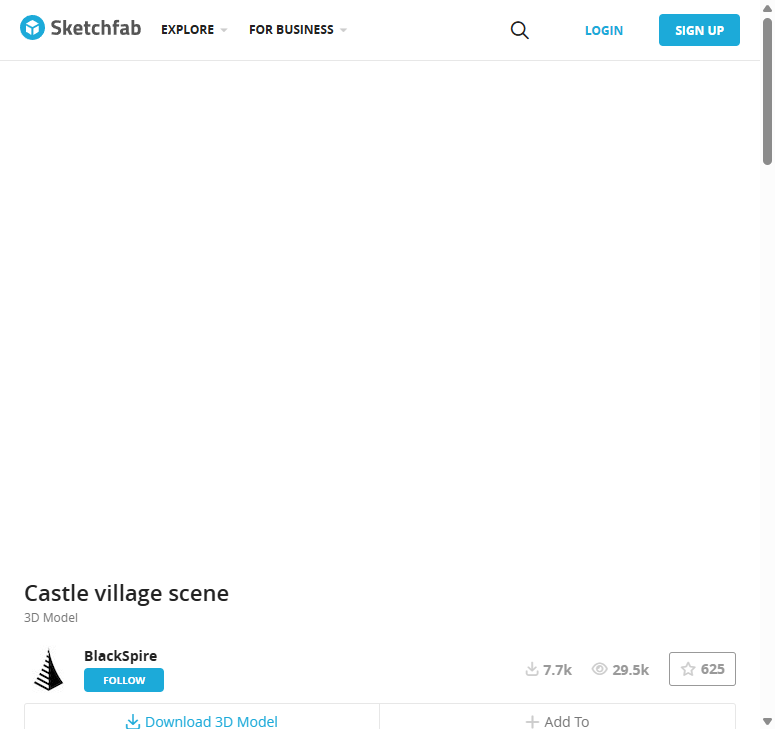 Sketchfab EXPLORE FOR BUSINESS LOGIN SIGN UP
Castle village scene
3D Model
BlackSpire
FOLLOW
7.7k 29.5k 625
Download 3D Model Add To